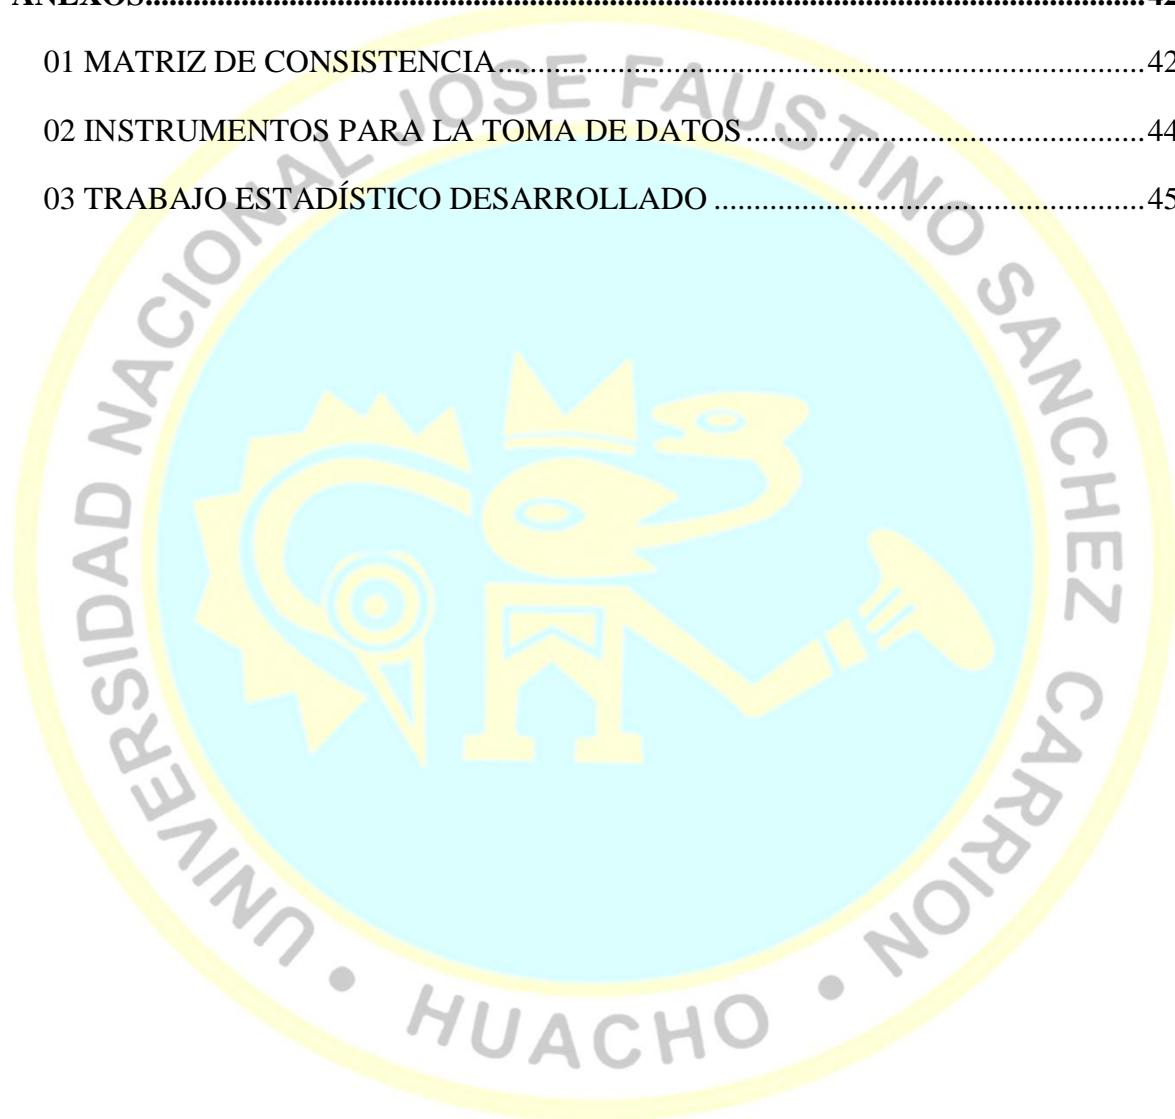 ANEXOS....................................................................................................................................42
01 MATRIZ DE CONSISTENCIA.................................................................................42
02 INSTRUMENTOS PARA LA TOMA DE DATOS..................................................44
03 TRABAJO ESTADÍSTICO DESARROLLADO ......................................................45
UNIVERSIDAD NACIONAL JOSE FAUSTINO SANCHEZ CARRION • HUACHO •